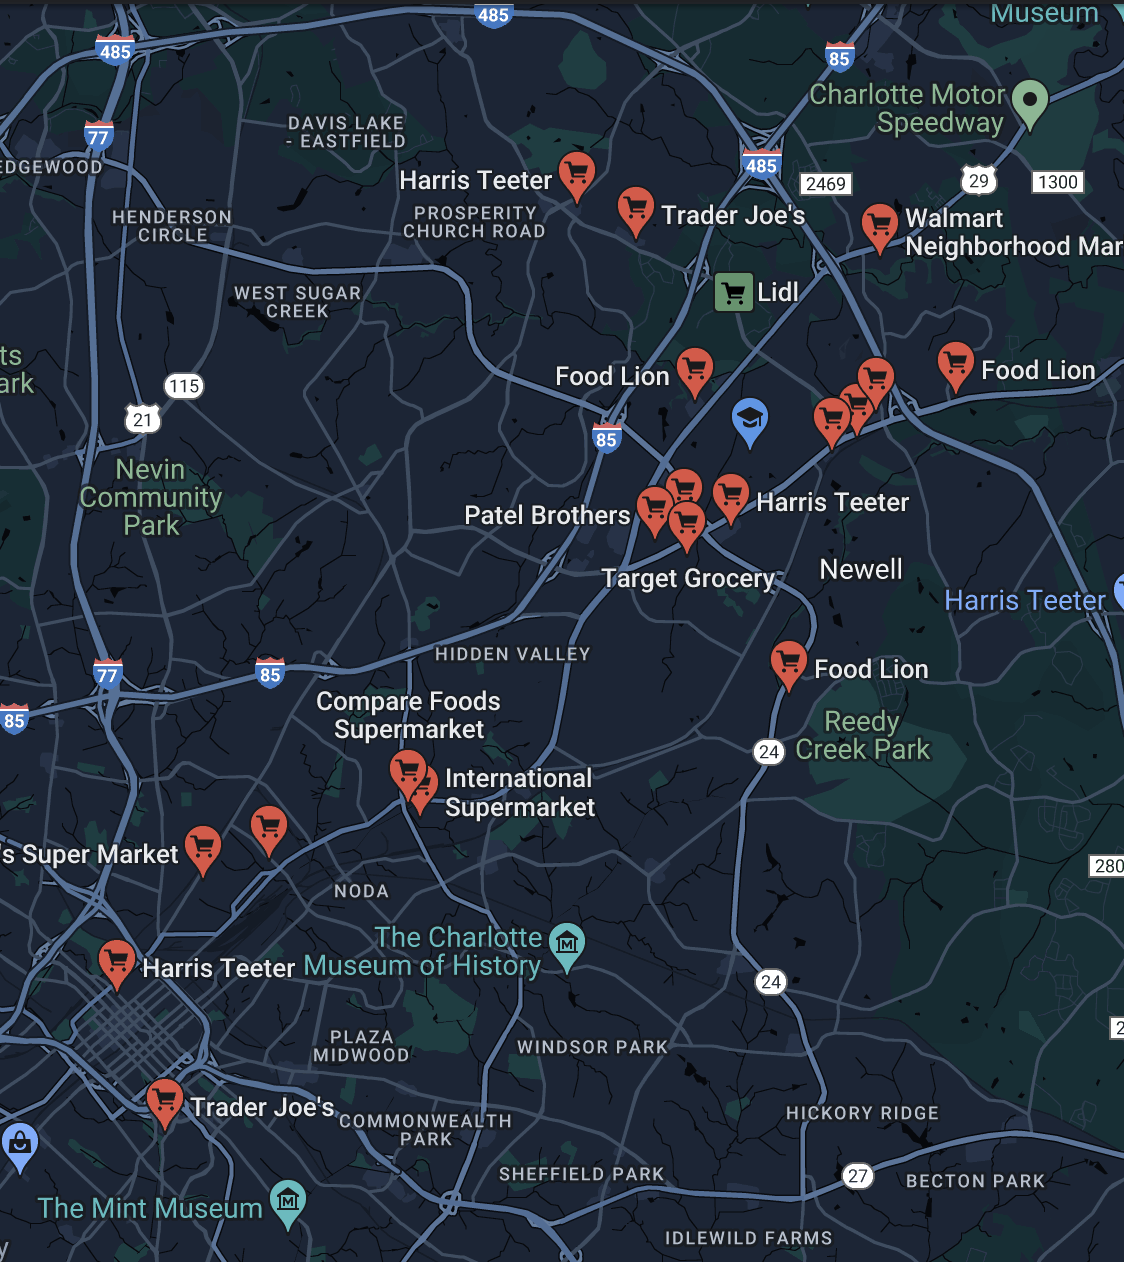 485
Museum
485
85
Charlotte Motor
Speedway
77
DAVIS LAKE
- EASTFIELD
EDGEWOOD
485
2469
29
1300
Harris Teeter
Trader Joe's
PROSPERITY
CHURCH ROAD
HENDERSON
CIRCLE
Walmart
Neighborhood Mar
WEST SUGAR
CREEK
Lidl
ts
ark
115
21
Food Lion
Food Lion
85
Nevin
Community
Park
Patel Brothers
Harris Teeter
Target Grocery
Newell
Harris Teeter
HIDDEN VALLEY
77
85
85
Food Lion
Compare Foods
Supermarket
Reedy
Creek Park
24
International
Supermarket
's Super Market
280
NODA
The Charlotte
Museum of History
Harris Teeter
24
2
PLAZA
MIDWOOD
WINDSOR PARK
Trader Joe's
COMMONWEALTH
PARK
HICKORY RIDGE
SHEFFIELD PARK
27
BECTON PARK
The Mint Museum
M
M
IDLEWILD FARMS
y